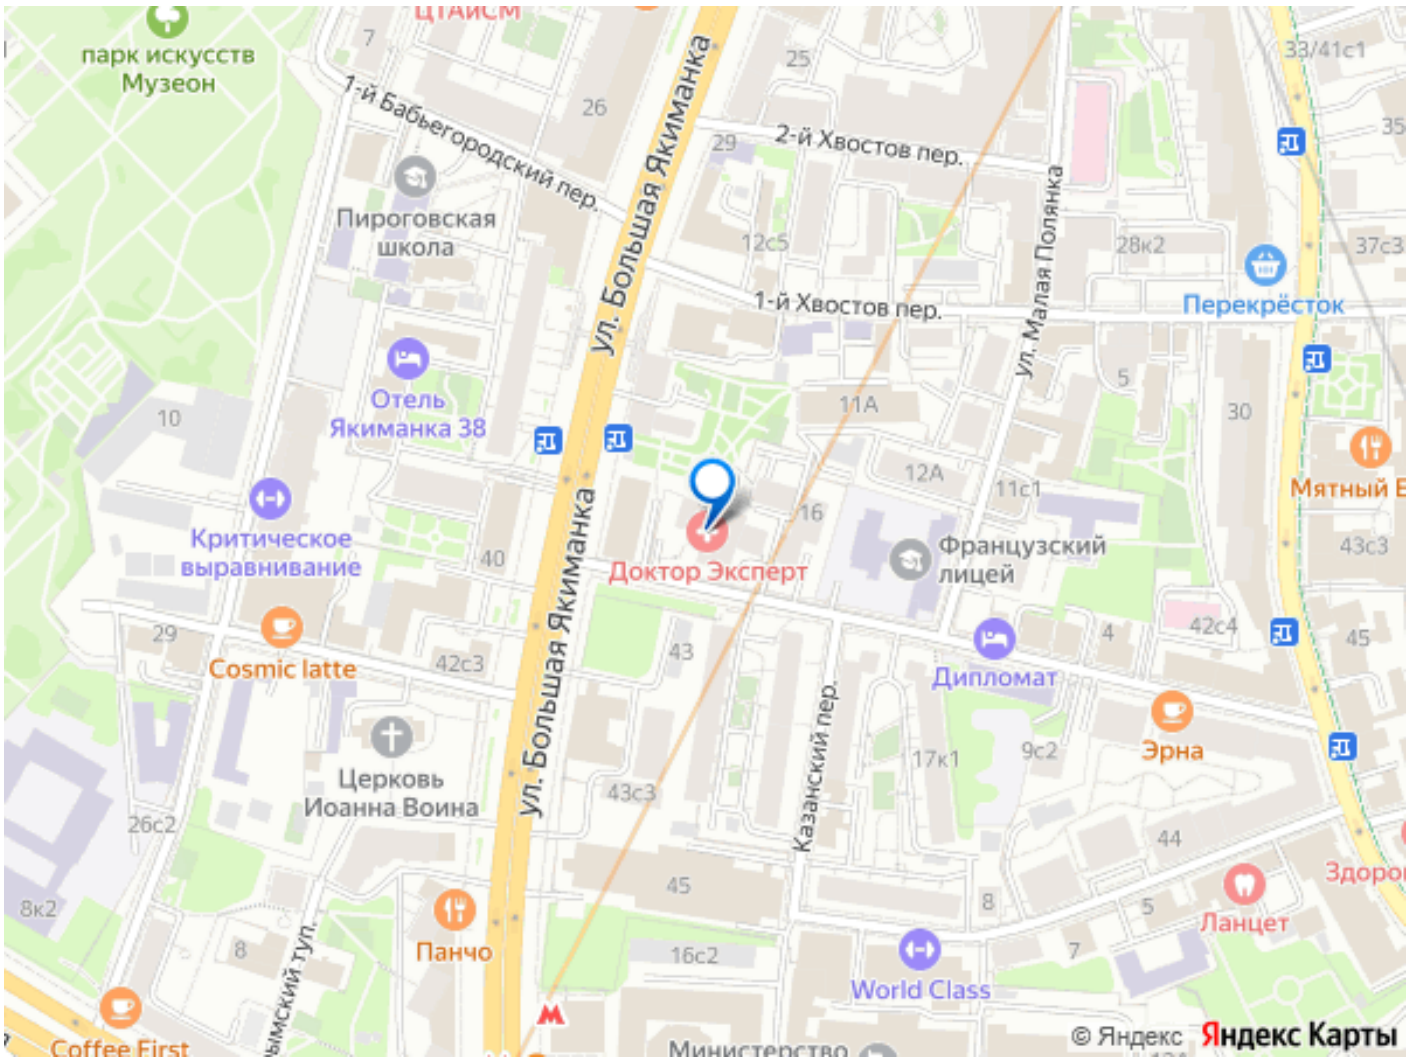 ЦТАиСМ
7
25
33/41с1
парк искусств
Музеон
26
1-й Бабьегородский пер.
ул. Большая Якиманка
29
2-й Хвостов пер.
35
Пироговская
школа
12с5
ул. Малая Полянка
28к2
37с3
1-й Хвостов пер.
Перекрёсток
Отель
Якиманка 38
10
11А
5
30
12А
11с1
Мятный Б
16
Критическое
выравнивание
40
Доктор Эксперт
Французский
лицей
43с3
ул. Большая Якиманка
29
Cosmic latte
42с3
43
4
42с4
45
Дипломат
Казанский пер.
Церковь
Иоанна Воина
43с3
17к1
9с2
Эрна
26с2
44
45
8к2
Панчо
8
5
Ланцет
Здоро
8
16с2
7
World Class
Coffee First
Министерство
© Яндекс Яндекс Карты